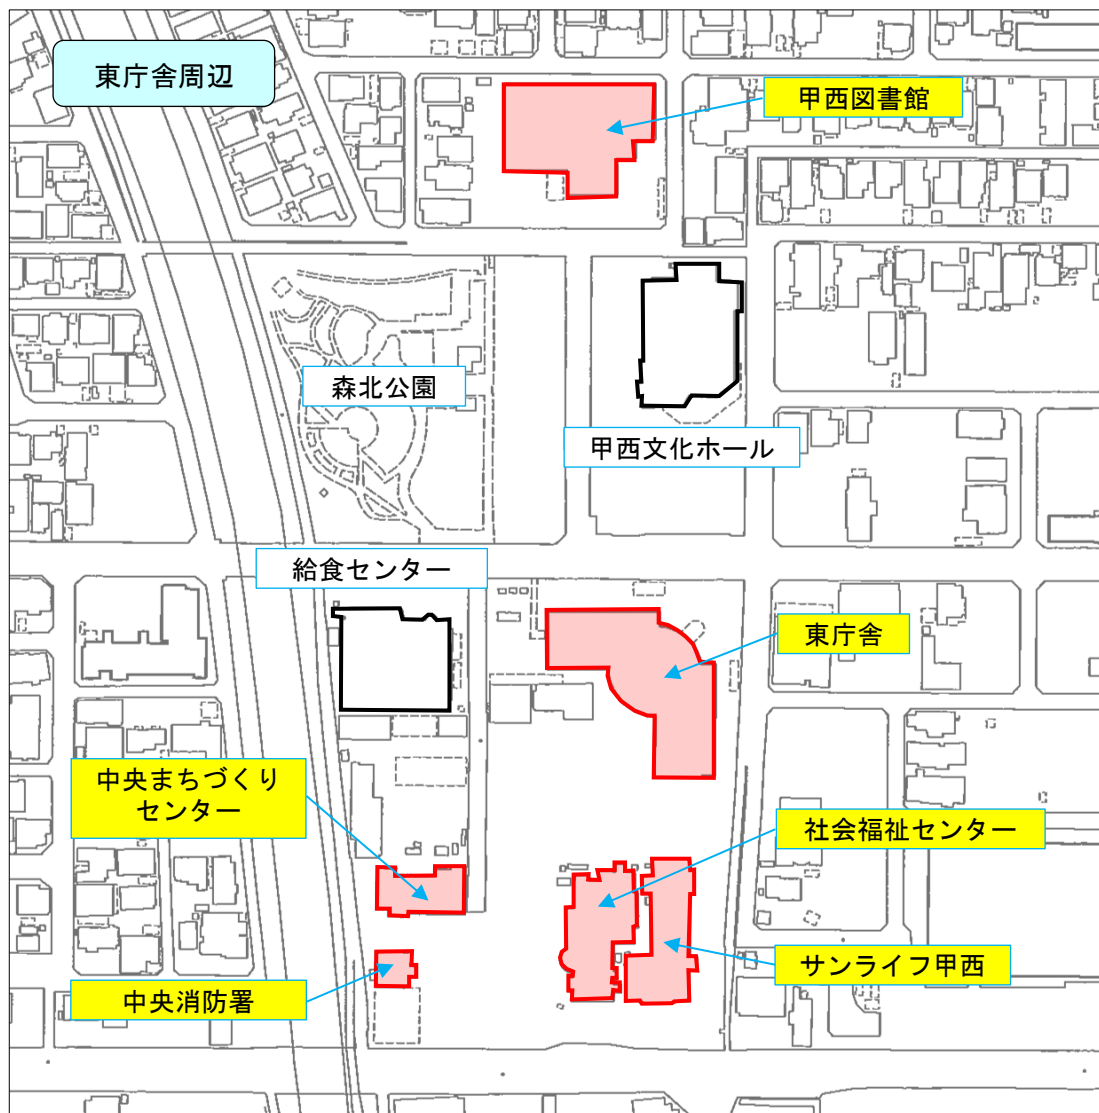 東庁舎周辺
甲西図書館
森北公園
甲西文化ホール
給食センター
東庁舎
中央まちづくり
センター
社会福祉センター
サンライフ甲西
中央消防署